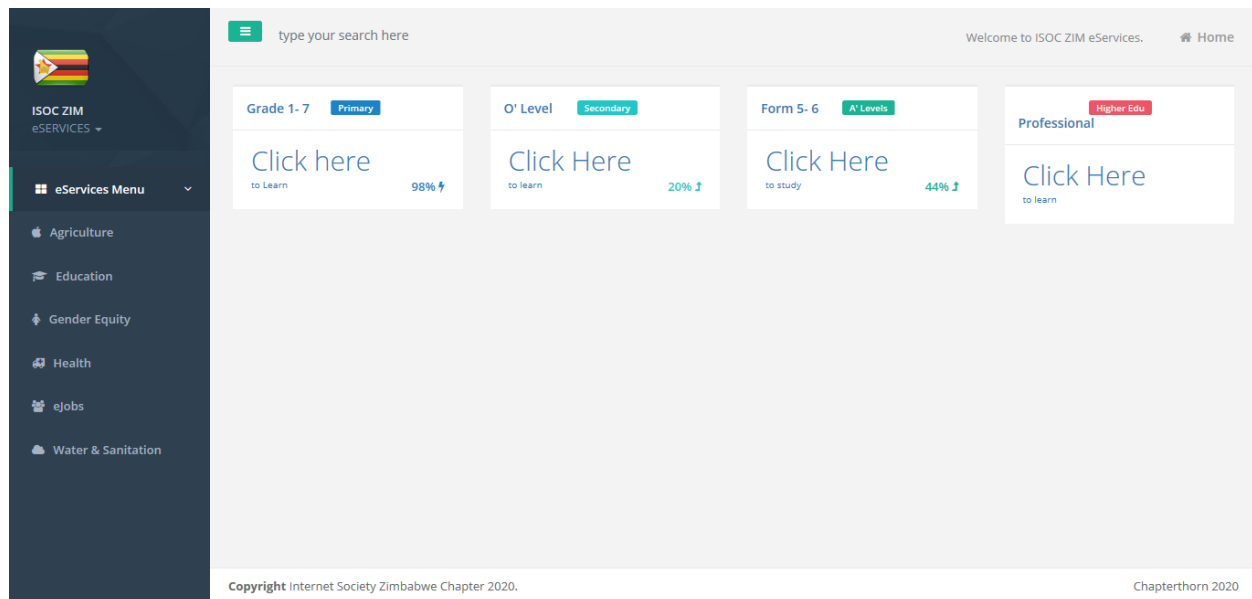 ISOC ZIM
eSERVICES
eServices Menu
Agriculture
Education
Gender Equity
Health
eJobs
Water & Sanitation
type your search here
Welcome to ISOC ZIM eServices.
Home
Grade 1- 7 Primary
Click here
to Learn
98%
O' Level Secondary
Click Here
to learn
20%
Form 5- 6 A' Levels
Click Here
to study
44%
Higher Edu
Professional
Click Here
to learn
Copyright Internet Society Zimbabwe Chapter 2020.
Chapterthorn 2020